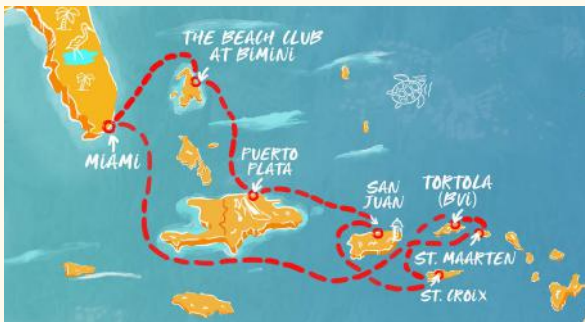 THE BEACH CLUB
AT BIMINI
MIAMI
PUERTO
PLATA
SAN
JUAN
TORTOLA
(BVI)
ST. MAARTEN
ST. CROIX